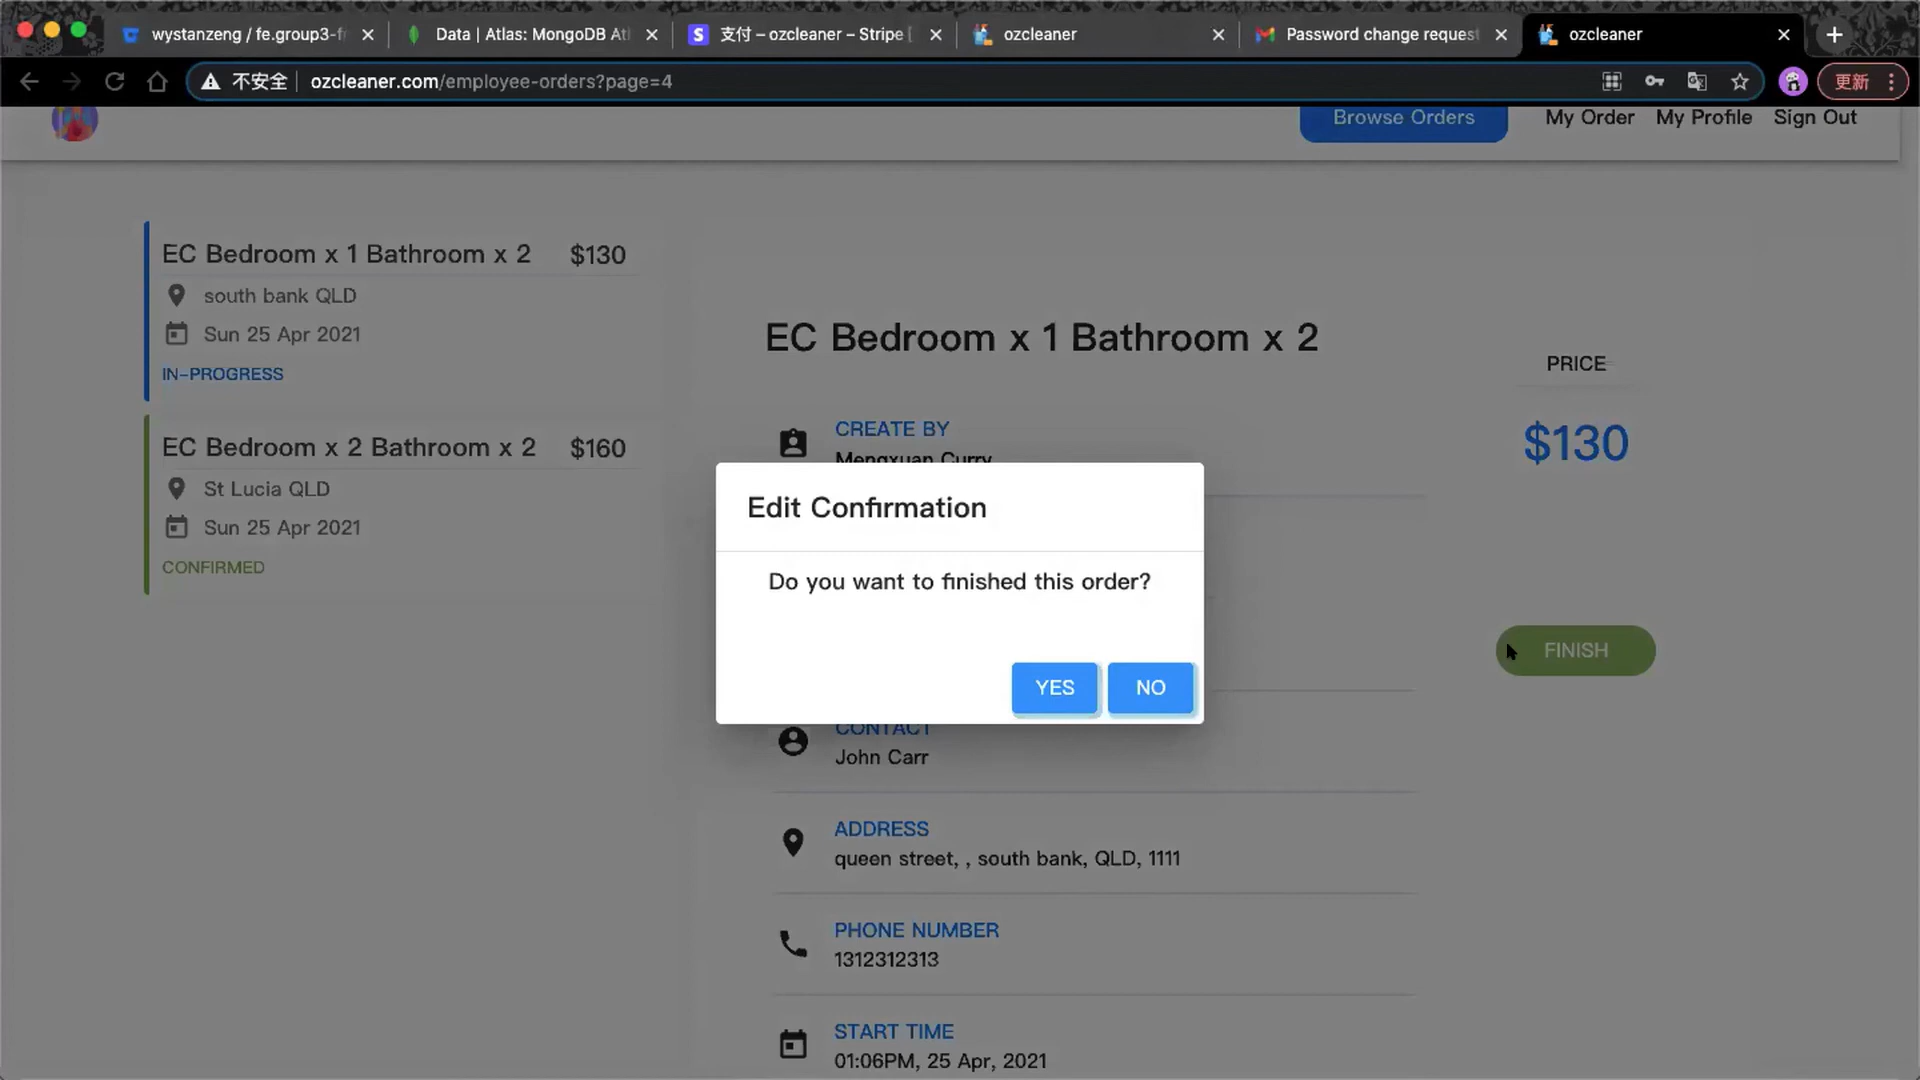 wystanzeng / fe.group3-f
Data | Atlas: MongoDB Atl
支付 – ozcleaner – Stripe [
ozcleaner
Password change request
ozcleaner
不安全
ozcleaner.com/employee-orders?page=4
更新
Browse Orders
My Order
My Profile
Sign Out
EC Bedroom x 1 Bathroom x 2
$130
south bank QLD
Sun 25 Apr 2021
IN-PROGRESS
EC Bedroom x 2 Bathroom x 2
$160
St Lucia QLD
Sun 25 Apr 2021
CONFIRMED
EC Bedroom x 1 Bathroom x 2
PRICE
$130
CREATE BY
Mengxuan Curry
Edit Confirmation
Do you want to finished this order?
YES
NO
FINISH
CONTACT
John Carr
ADDRESS
queen street, , south bank, QLD, 1111
PHONE NUMBER
1312312313
START TIME
01:06PM, 25 Apr, 2021